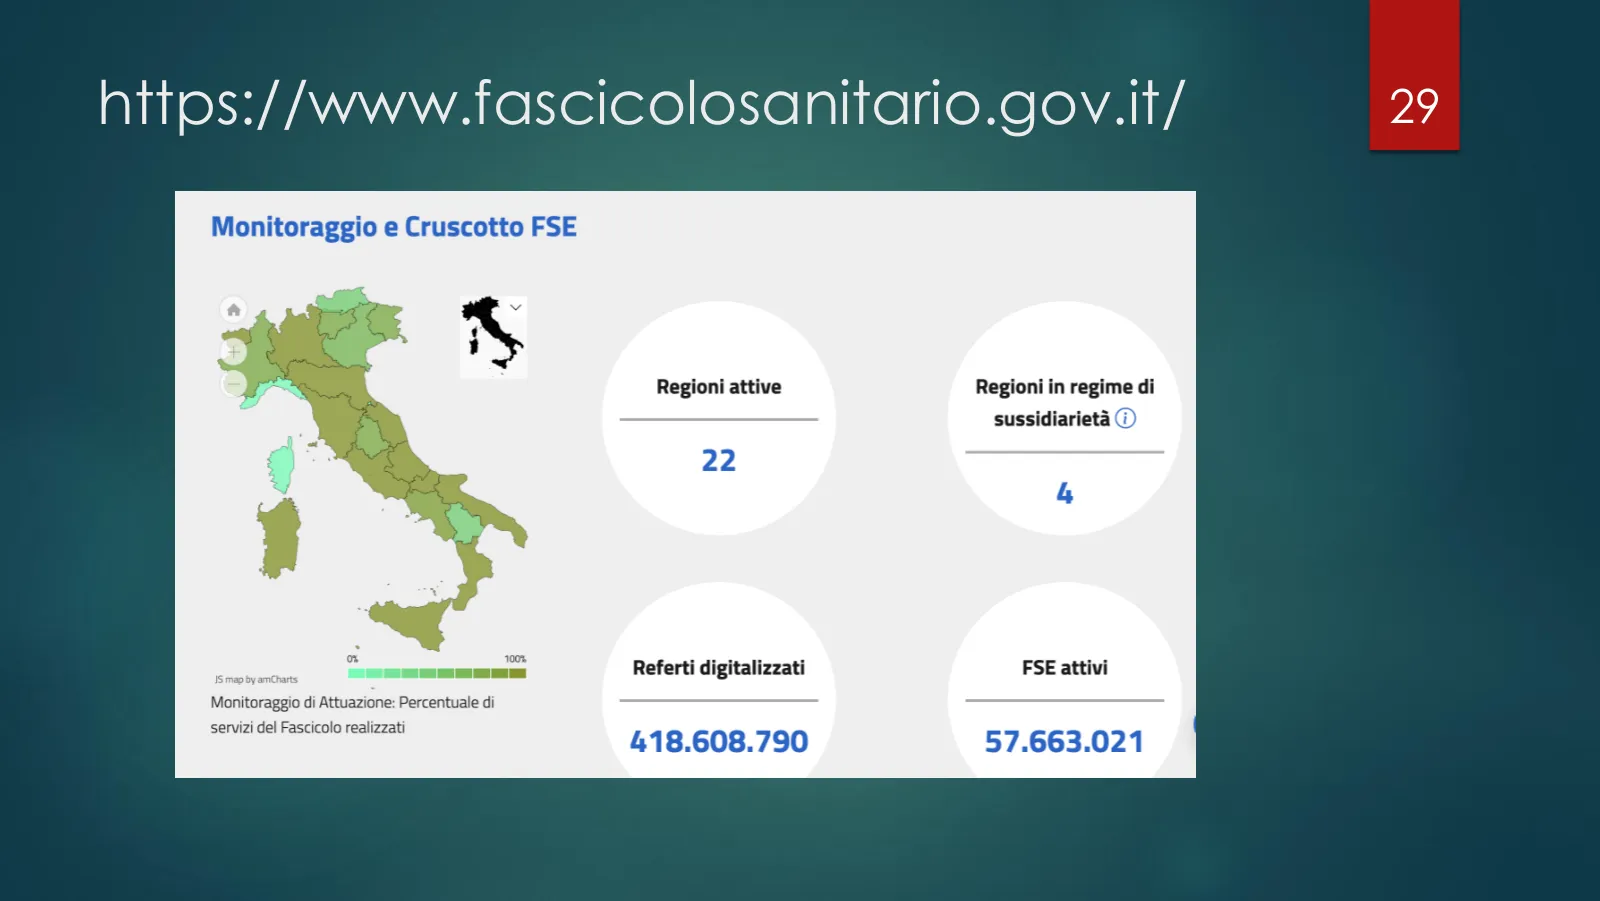 https://www.fascicolosanitario.gov.it/
29
Monitoraggio e Cruscotto FSE
Regioni attive
22
Regioni in regime di
sussidiarietà
4
0%
100%
JS map by amCharts
Monitoraggio di Attuazione: Percentuale di
servizi del Fascicolo realizzati
Referti digitalizzati
418.608.790
FSE attivi
57.663.021